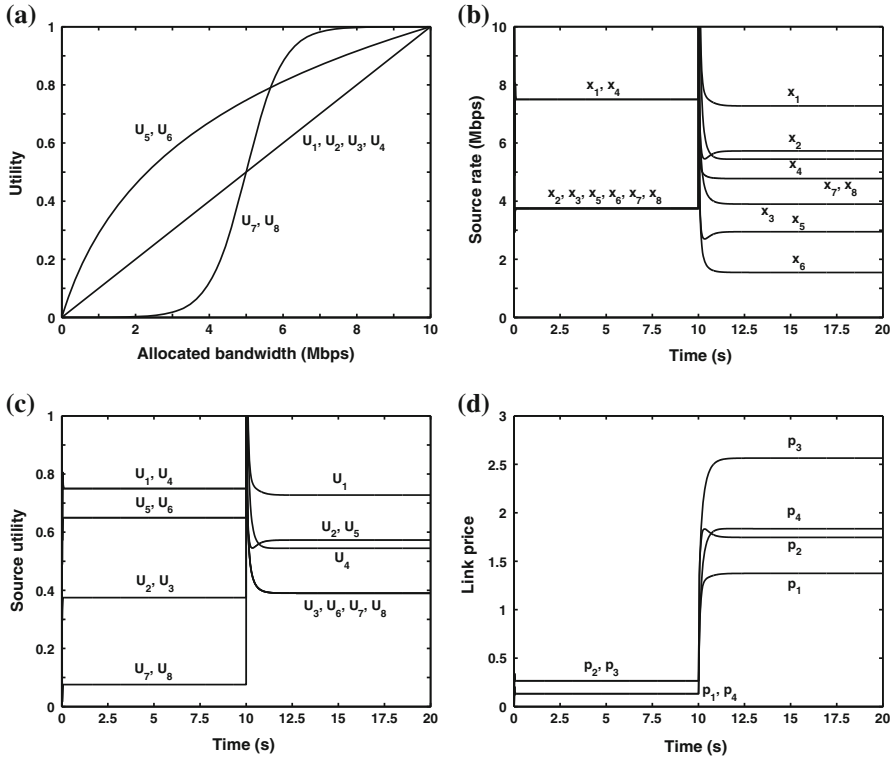 (a)
1
0.8
0.6
0.4
0.2
0
U5, U6
U1, U2, U3, U4
U7, U8
Utility
0 2 4 6 8 10
Allocated bandwidth (Mbps)
(b)
10
8
6
4
2
0
x1, x4
x2, x3, x5, x6, x7, x8
x1
x2
x4
x7, x8
x3
x5
x6
Source rate (Mbps)
0 2.5 5 7.5 10 12.5 15 17.5 20
Time (s)
(c)
1
0.8
0.6
0.4
0.2
0
U1, U4
U5, U6
U2, U3
U7, U8
U1
U2, U5
U4
U3, U6, U7, U8
Source utility
0 2.5 5 7.5 10 12.5 15 17.5 20
Time (s)
(d)
3
2.5
2
1.5
1
0.5
0
p3
p4
p2
p1
p2, p3
p1, p4
Link price
0 2.5 5 7.5 10 12.5 15 17.5 20
Time (s)